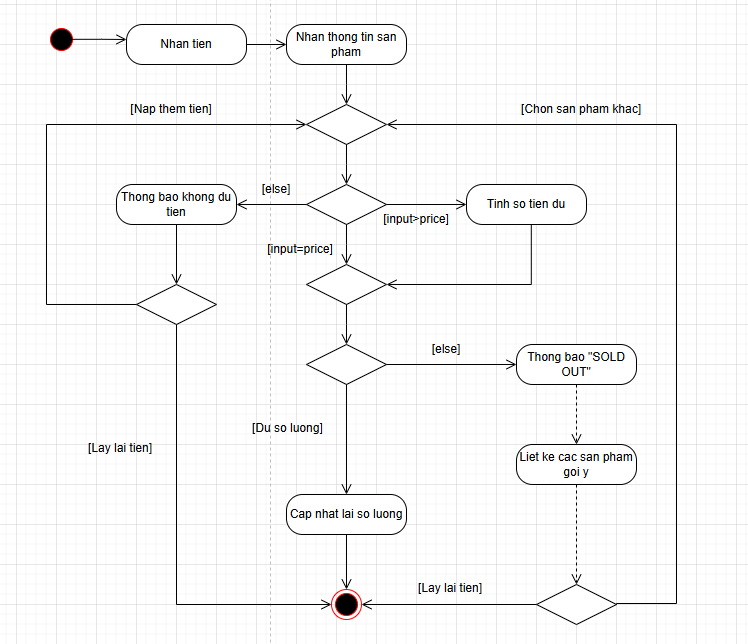 Nhan tien
Nhan thong tin san
pham
[Nap them tien]
[Chon san pham khac]
[else]
Thong bao khong du
tien
Tinh so tien du
[input>price]
[input=price]
[else]
Thong bao "SOLD
OUT"
[Du so luong]
[Lay lai tien]
Liet ke cac san pham
goi y
Cap nhat lai so luong
[Lay lai tien]